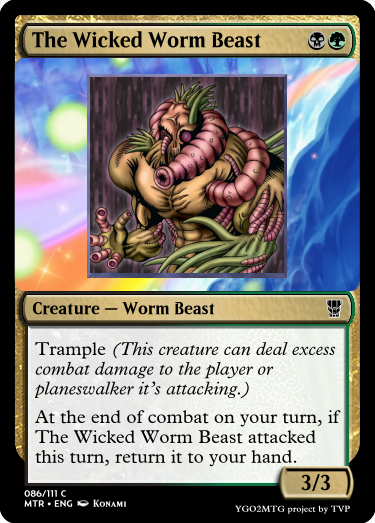 The Wicked Worm Beast
Creature — Worm Beast
Trample (This creature can deal excess
combat damage to the player or
planeswalker it's attacking.)
At the end of combat on your turn, if
The Wicked Worm Beast attacked
this turn, return it to your hand.
3/3
086/111 C
MTR • ENG KONAMI
YGO2MTG project by TVP